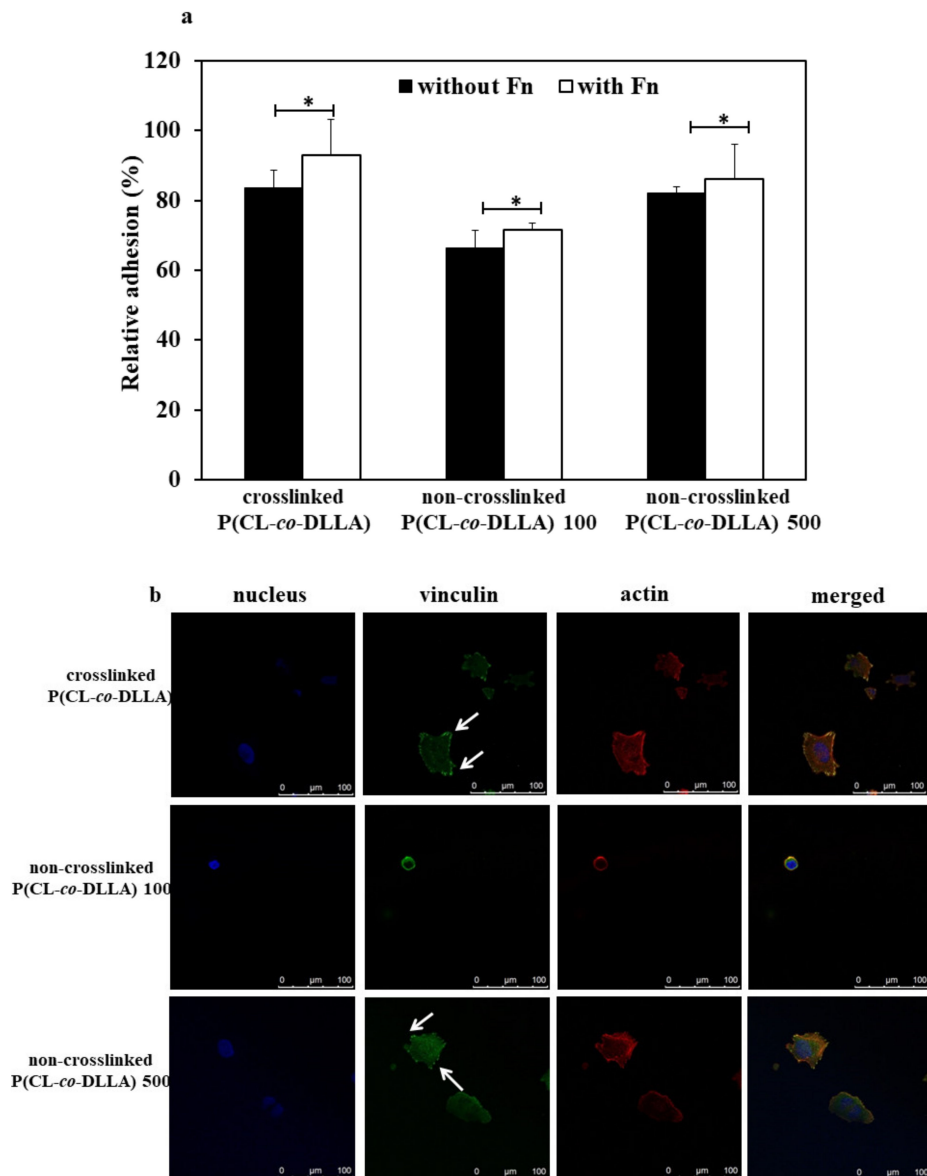 a
120
100
80
60
40
20
0
Relative adhesion (%)
without Fn
with Fn
*
*
*
crosslinked
P(CL-co-DLLA)
non-crosslinked
P(CL-co-DLLA) 100
non-crosslinked
P(CL-co-DLLA) 500
b
nucleus
vinculin
actin
merged
crosslinked
P(CL-co-DLLA)
0 µm 100
0 µm 100
0 µm 100
0 µm 100
non-crosslinked
P(CL-co-DLLA) 100
0 µm 100
0 µm 100
0 µm 100
0 µm 100
non-crosslinked
P(CL-co-DLLA) 500
0 µm 100
0 µm 100
0 µm 100
0 µm 100